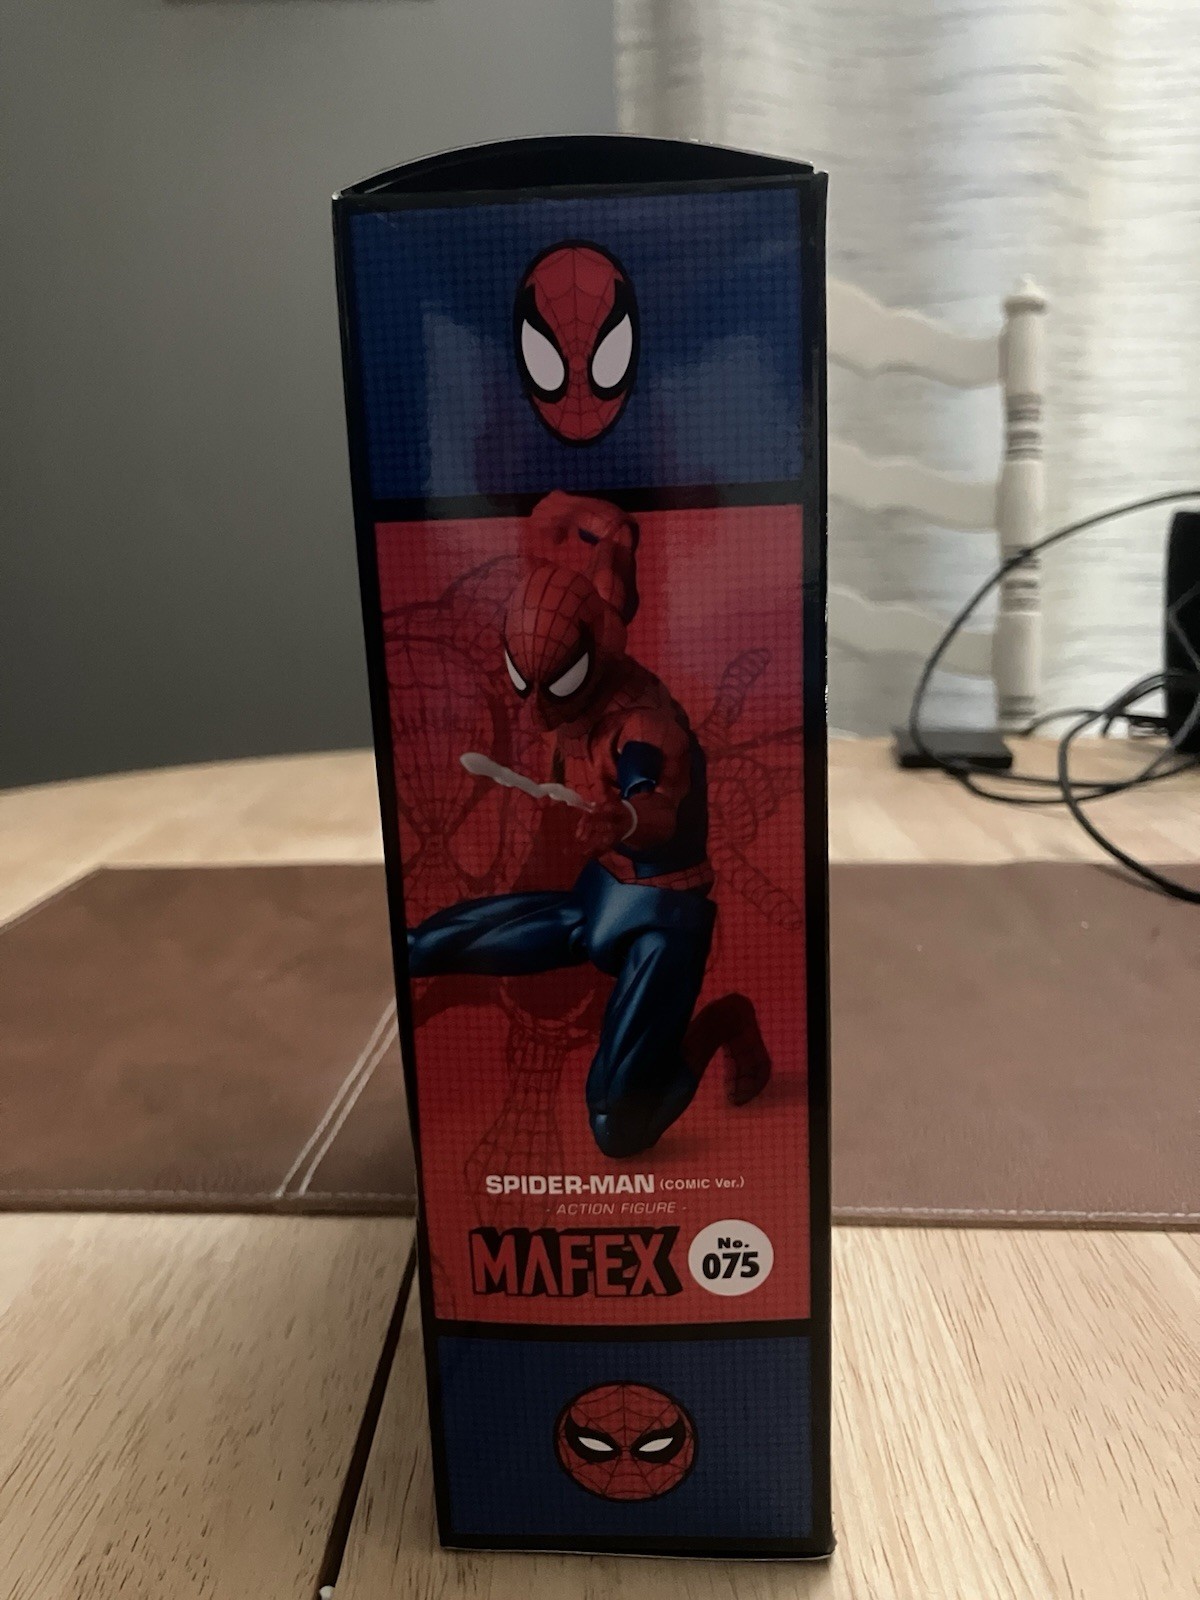 SPIDER-MAN (COMIC Ver.)
- ACTION FIGURE -
MAFEX No. 075